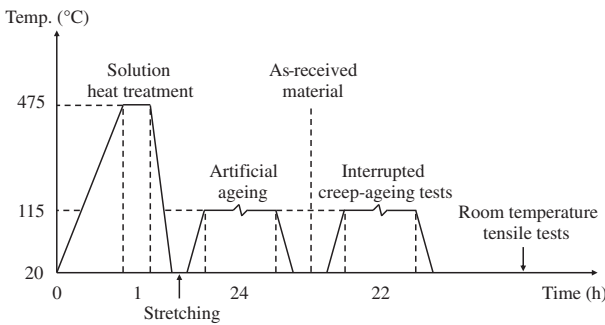 Temp. (°C)
Solution
heat treatment
As-received
material
475
Artificial
ageing
Interrupted
creep-ageing tests
115
Room temperature
tensile tests
20
0
1
24
22
Time (h)
Stretching